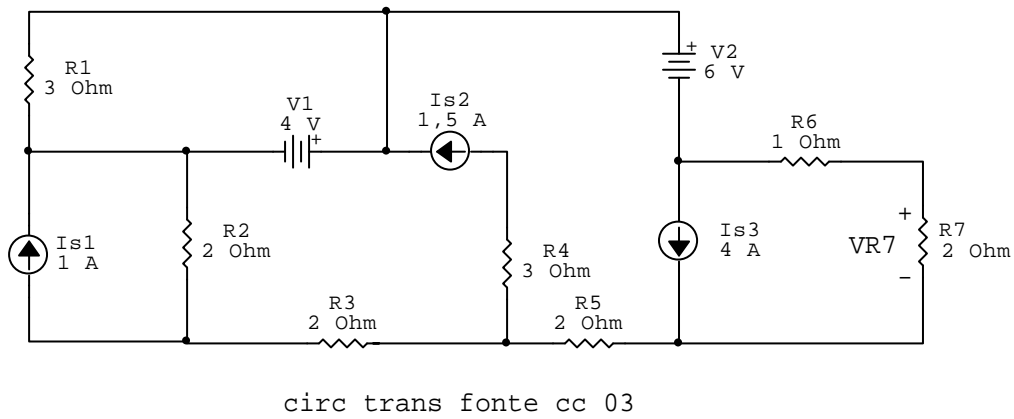 R1
3 Ohm
V1
4 V
+
Is2
1,5 A
+
V2
6 V
R6
1 Ohm
Is1
1 A
R2
2 Ohm
R4
3 Ohm
Is3
4 A
+
VR7
−
R7
2 Ohm
R3
2 Ohm
R5
2 Ohm
circ trans fonte cc 03